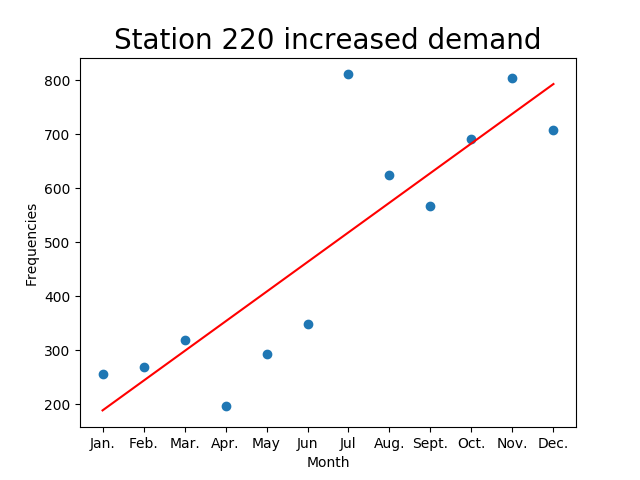 Station 220 increased demand
800
700
600
500
400
300
200
Frequencies
Jan. Feb. Mar. Apr. May Jun Jul Aug. Sept. Oct. Nov. Dec.
Month